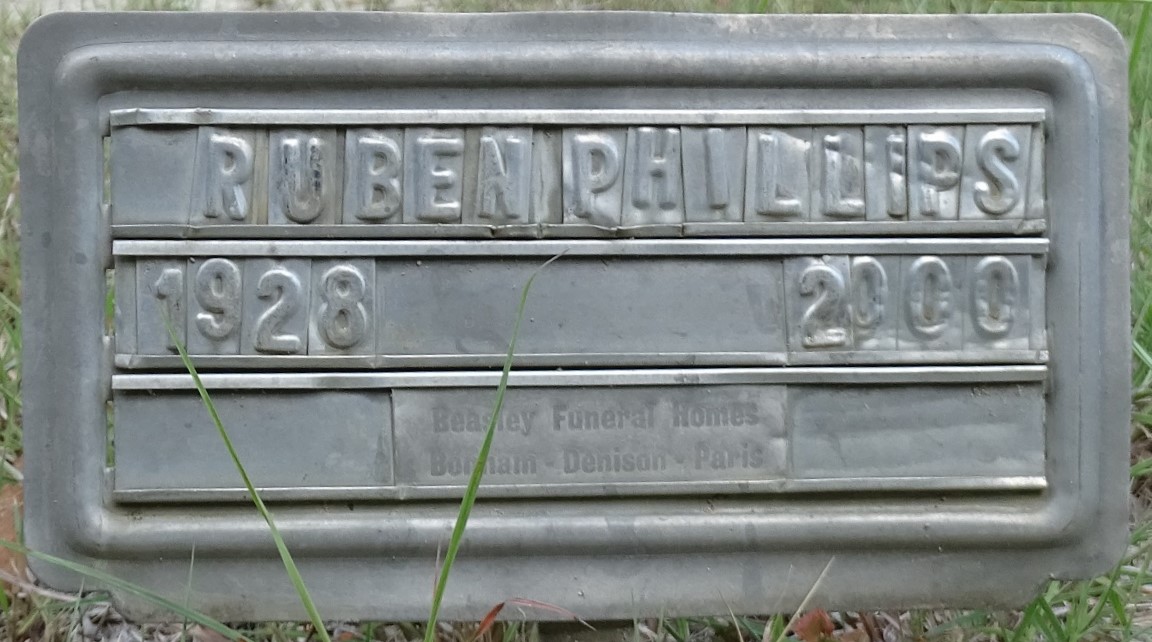 RUBEN PHILLIPS
1928 2000
Beasley Funeral Homes
Bonham - Denison - Paris